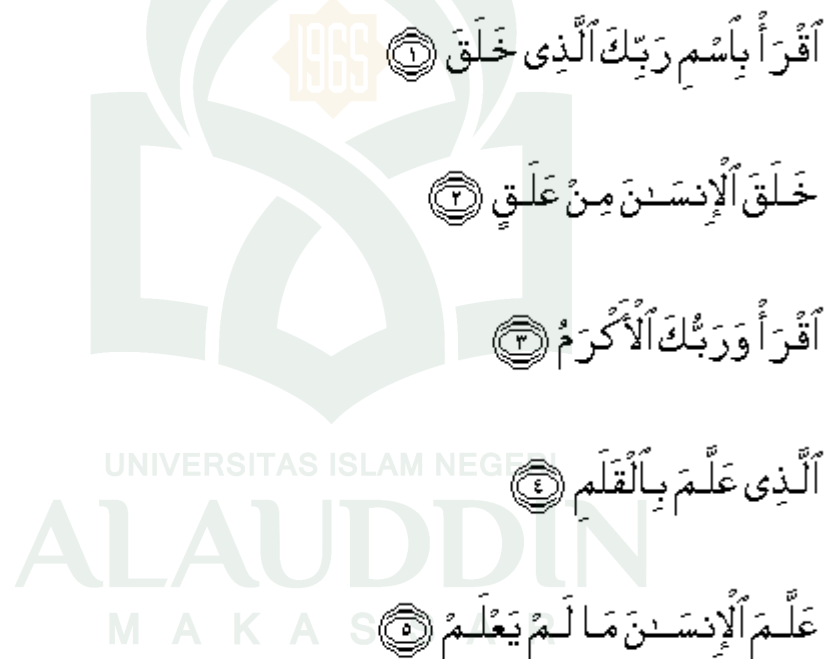 ٱقْرَأْ بِٱسْمِ رَبِّكَ ٱلَّذِى خَلَقَ ١
1965
خَلَقَ ٱلْإِنسَـٰنَ مِنْ عَلَقٍ ٢
ٱقْرَأْ وَرَبُّكَ ٱلْأَكْرَمُ ٣
UNIVERSITAS ISLAM NEGERI
ٱلَّذِى عَلَّمَ بِٱلْقَلَمِ ٤
ALAUDDIN
عَلَّمَ ٱلْإِنسَـٰنَ مَا لَمْ يَعْلَمْ ٥
MAKASSAR